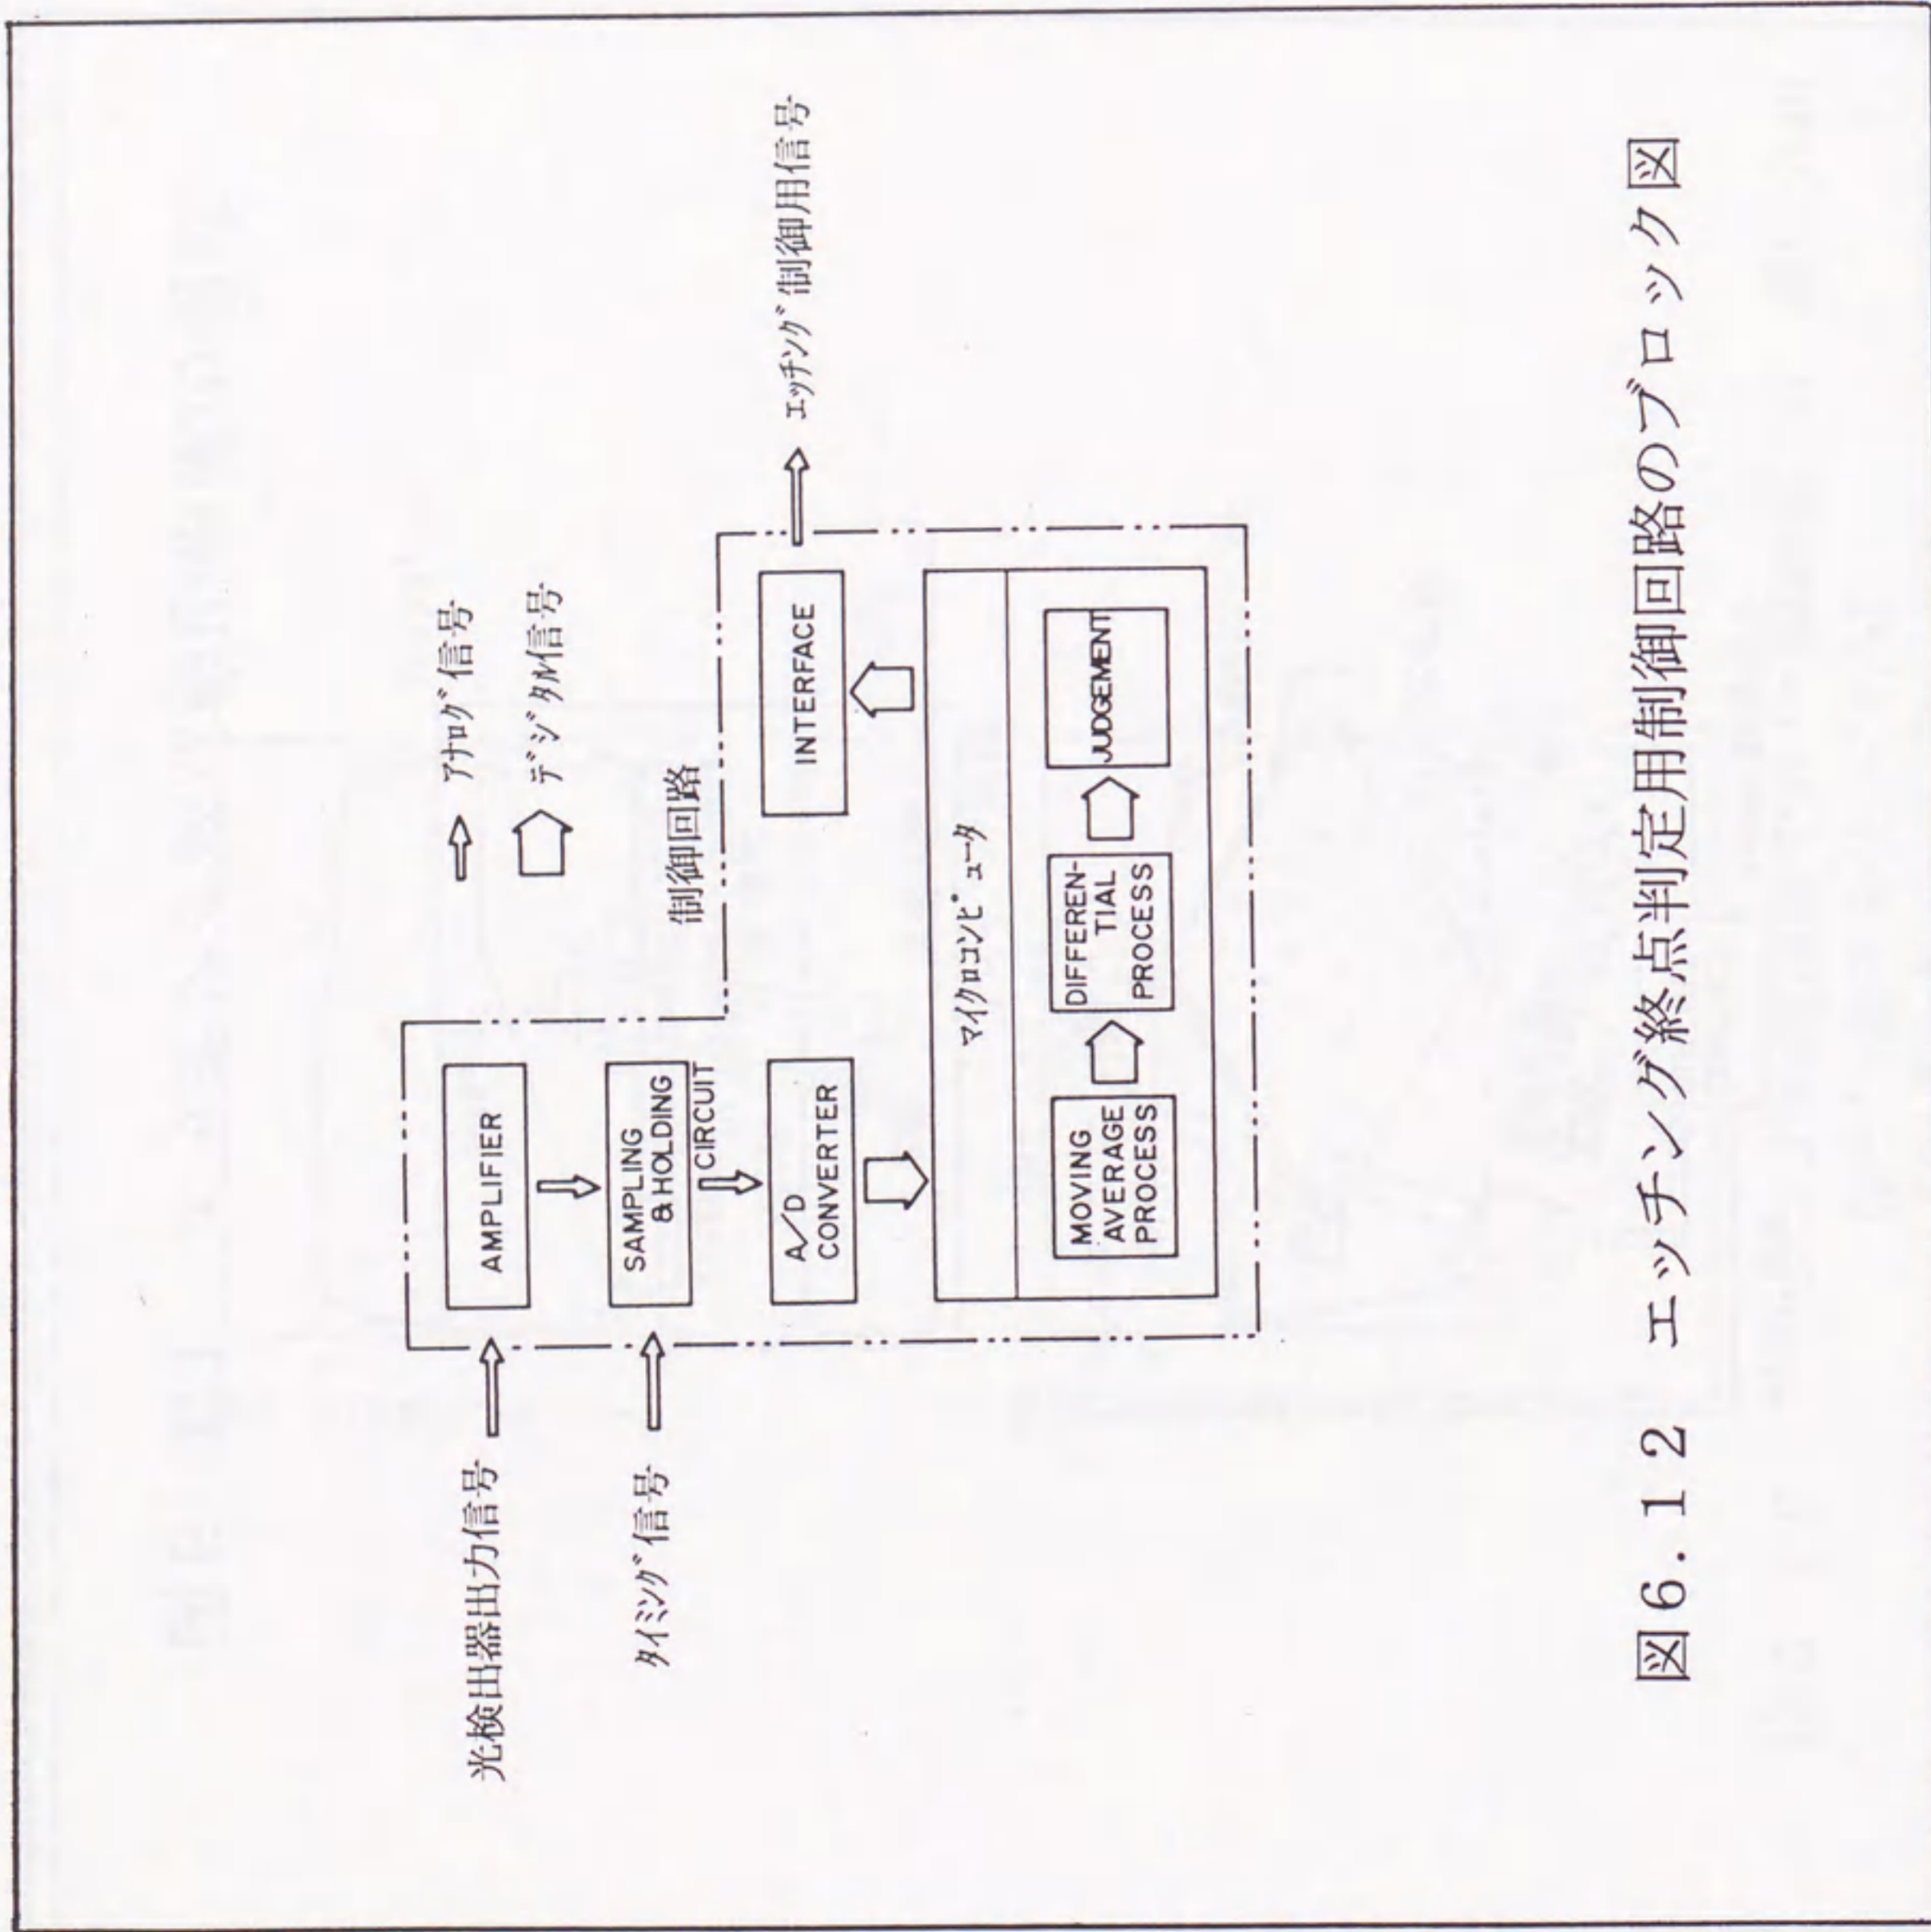 アナログ信号
デジタル信号
制御回路
光検出器出力信号
AMPLIFIER
タイミング信号
SAMPLING
& HOLDING
CIRCUIT
A/D
CONVERTER
INTERFACE
エッチング制御用信号
マイクロコンピュータ
MOVING
AVERAGE
PROCESS
DIFFEREN-
TIAL
PROCESS
JUDGEMENT
図6.12 エッチング終点判定用制御回路のブロック図